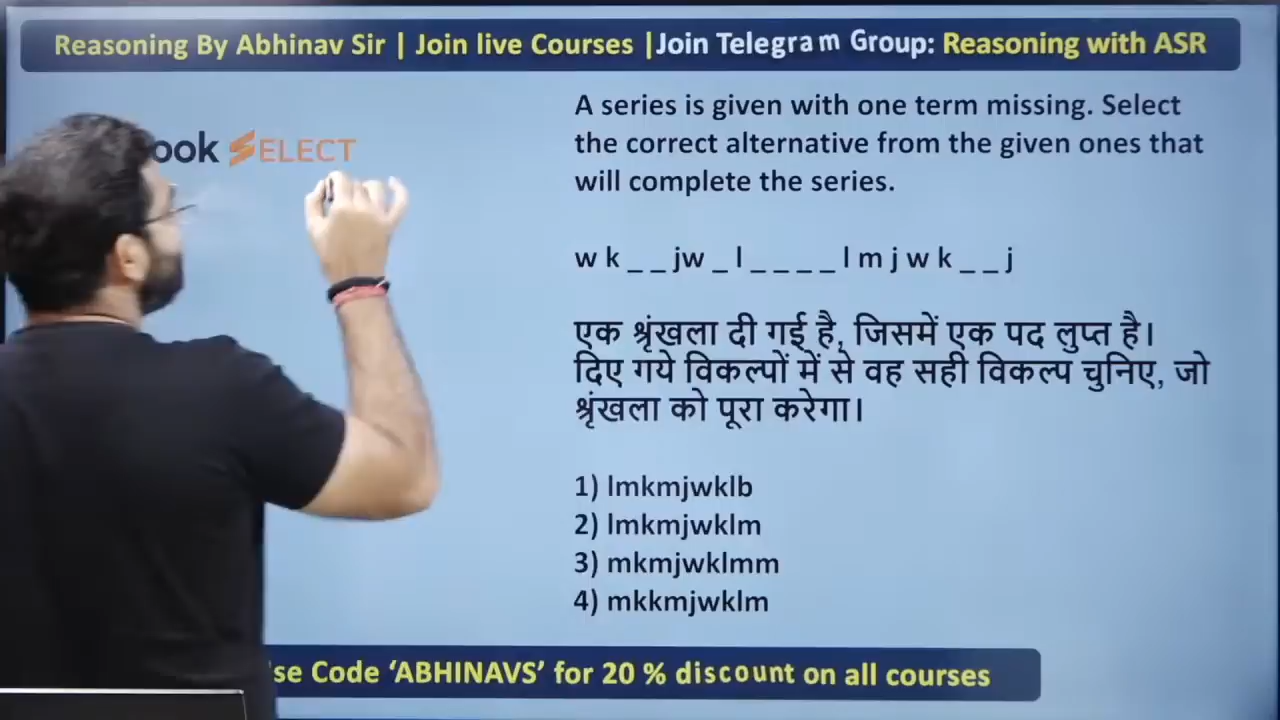 Reasoning By Abhinav Sir | Join live Courses |Join Telegram Group: Reasoning with ASR
ook SELECT
A series is given with one term missing. Select
the correct alternative from the given ones that
will complete the series.
w k _ _ jw _ l _ _ _ _ l m j w k _ _ j
एक श्रृंखला दी गई है, जिसमें एक पद लुप्त है।
दिए गये विकल्पों में से वह सही विकल्प चुनिए, जो
श्रृंखला को पूरा करेगा।
1) lmkmjwklb
2) lmkmjwklm
3) mkmjwklmm
4) mkkmjwklm
se Code ‘ABHINAVS’ for 20 % discount on all courses